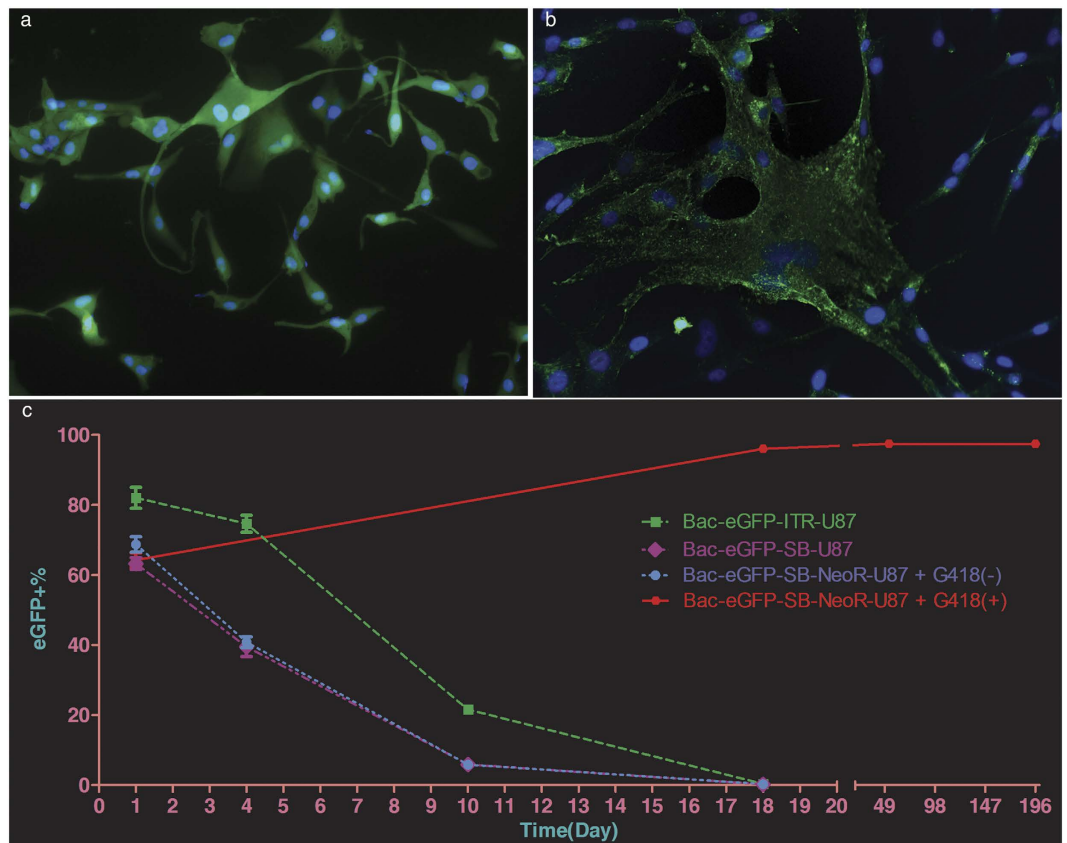 a
b
c
100
80
60
40
20
0
eGFP+%
Bac-eGFP-ITR-U87
Bac-eGFP-SB-U87
Bac-eGFP-SB-NeoR-U87 + G418(-)
Bac-eGFP-SB-NeoR-U87 + G418(+)
0 1 2 3 4 5 6 7 8 9 10 11 12 13 14 15 16 17 18 19 20 49 98 147 196
Time(Day)